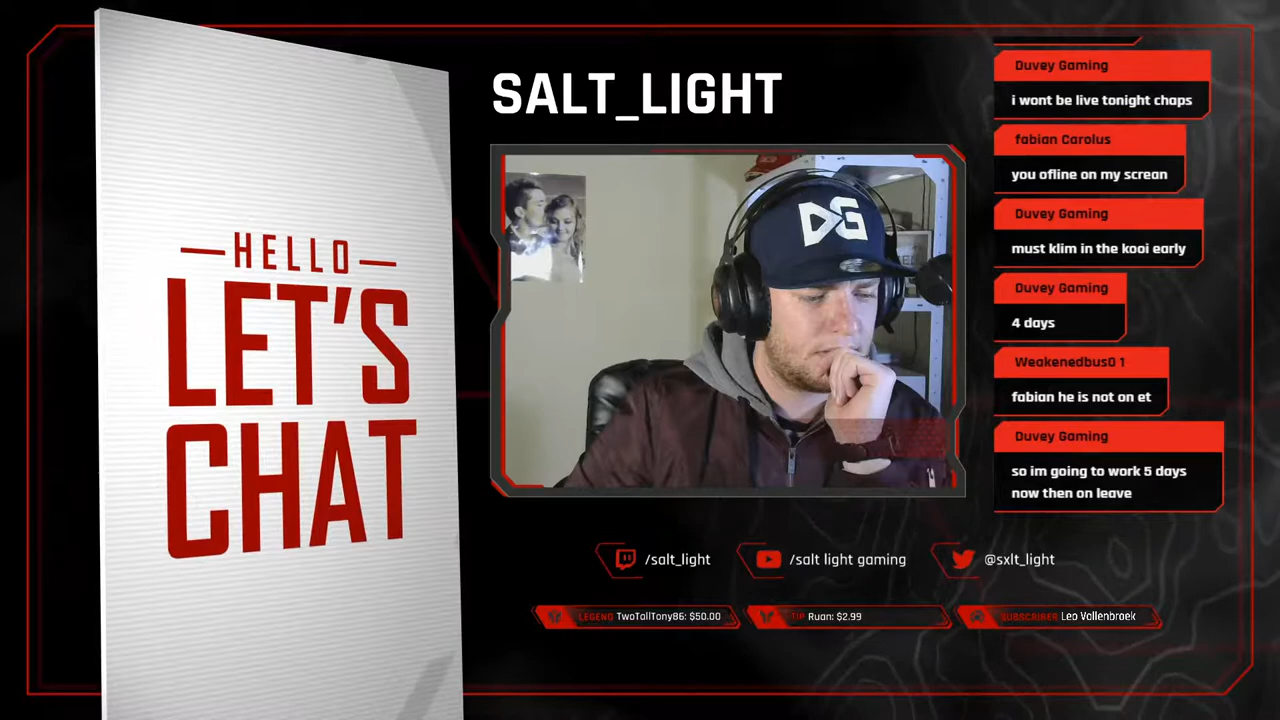 HELLO
LET'S
CHAT
SALT_LIGHT
DG
Duvey Gaming
i wont be live tonight chaps
fabian Carolus
you ofline on my screan
Duvey Gaming
must klim in the kooi early
Duvey Gaming
4 days
Weakenedbus0 1
fabian he is not on et
Duvey Gaming
so im going to work 5 days
now then on leave
/salt_light
/salt light gaming
@sxlt_light
LEGEND TwoTallTony86: $50.00
TIP Ruan: $2.99
SUBSCRIBER Leo Vollenbroek